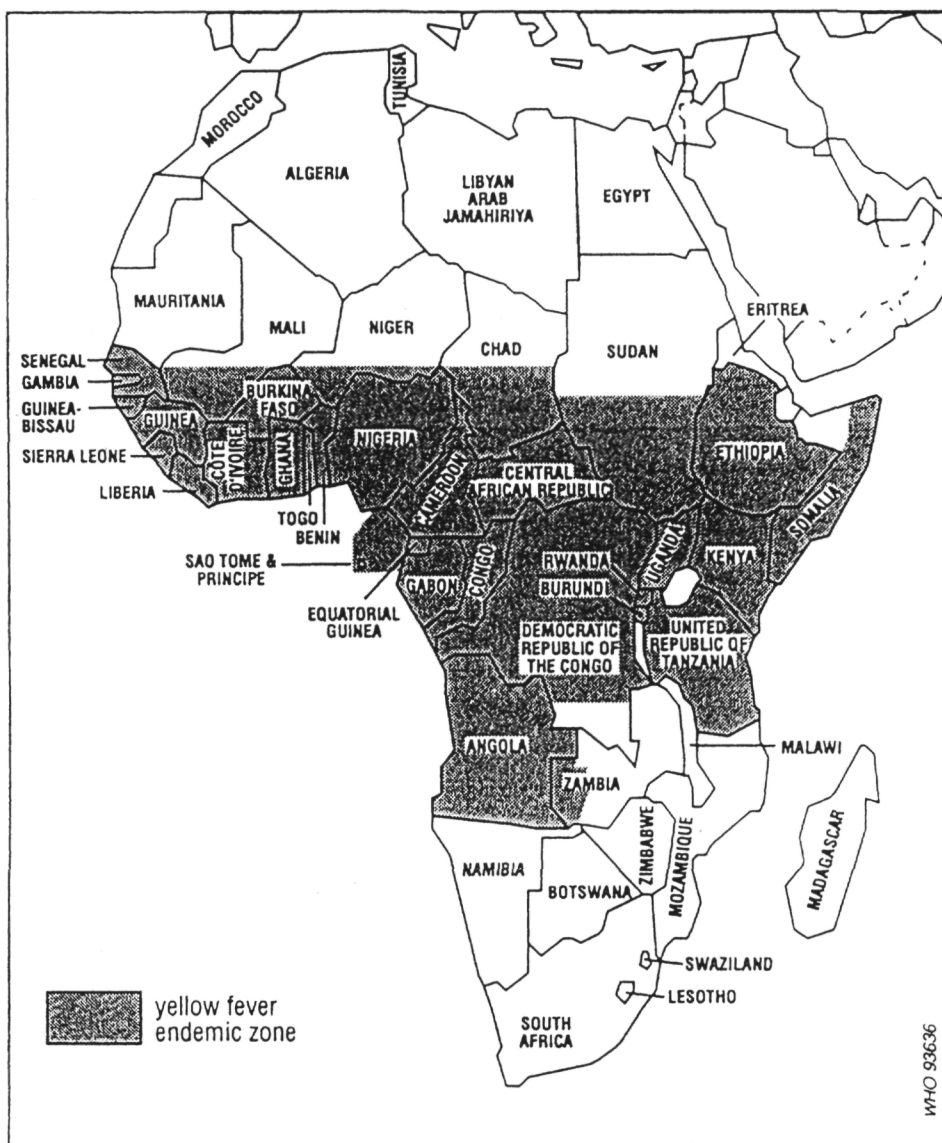 TUNISIA
MOROCCO
ALGERIA
LIBYAN
ARAB
JAMAHIRIYA
EGYPT
MAURITANIA
MALI
NIGER
CHAD
SUDAN
ERITREA
SENEGAL
GAMBIA
GUINEA-
BISSAU
SIERRA LEONE
LIBERIA
GUINEA
CÔTE
D'IVOIRE
BURKINA
FASO
GHANA
TOGO
BENIN
NIGERIA
CAMEROON
CENTRAL
AFRICAN REPUBLIC
ETHIOPIA
SOMALIA
SAO TOME &
PRINCIPE
EQUATORIAL
GUINEA
GABON
CONGO
RWANDA
BURUNDI
UGANDA
KENYA
DEMOCRATIC
REPUBLIC OF
THE CONGO
UNITED
REPUBLIC OF
TANZANIA
ANGOLA
ZAMBIA
MALAWI
NAMIBIA
BOTSWANA
ZIMBABWE
MOZAMBIQUE
MADAGASCAR
SWAZILAND
LESOTHO
SOUTH
AFRICA
yellow fever
endemic zone
WHO 93636